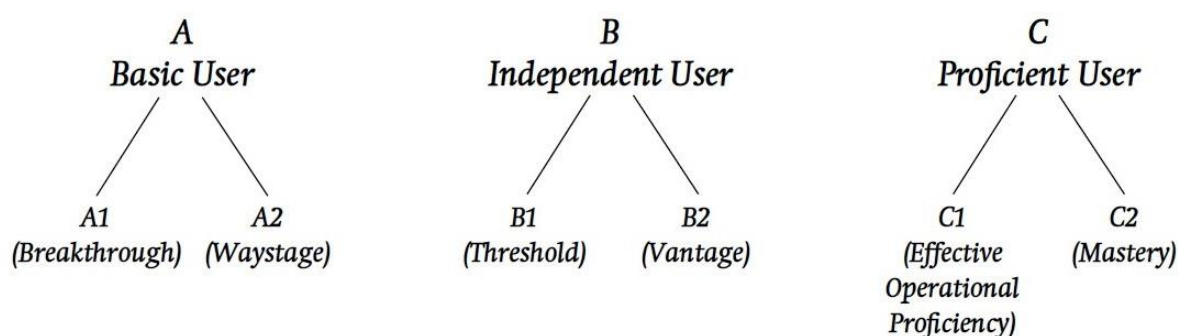 A
Basic User
A1
(Breakthrough)
A2
(Waystage)
B
Independent User
B1
(Threshold)
B2
(Vantage)
C
Proficient User
C1
(Effective
Operational
Proficiency)
C2
(Mastery)